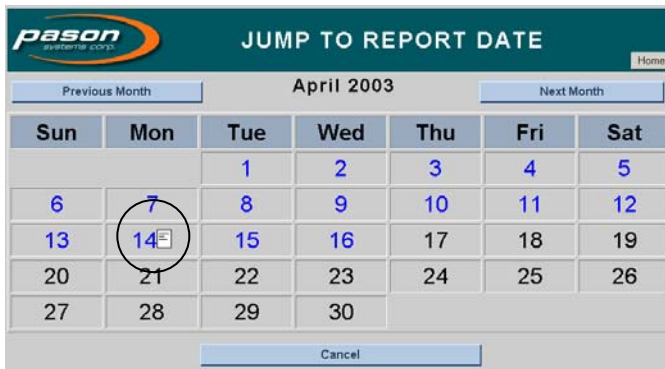 pason
systems corp.
JUMP TO REPORT DATE
Home
Previous Month
April 2003
Next Month
Sun Mon Tue Wed Thu Fri Sat
1 2 3 4 5
6 7 8 9 10 11 12
13 14 15 16 17 18 19
20 21 22 23 24 25 26
27 28 29 30
Cancel